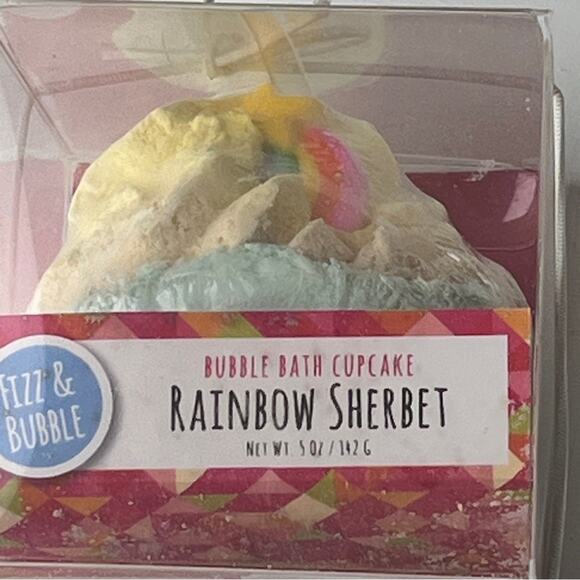 FIZZ &
BUBBLE
BUBBLE BATH CUPCAKE
RAINBOW SHERBET
NET WT. 5 OZ / 142 G